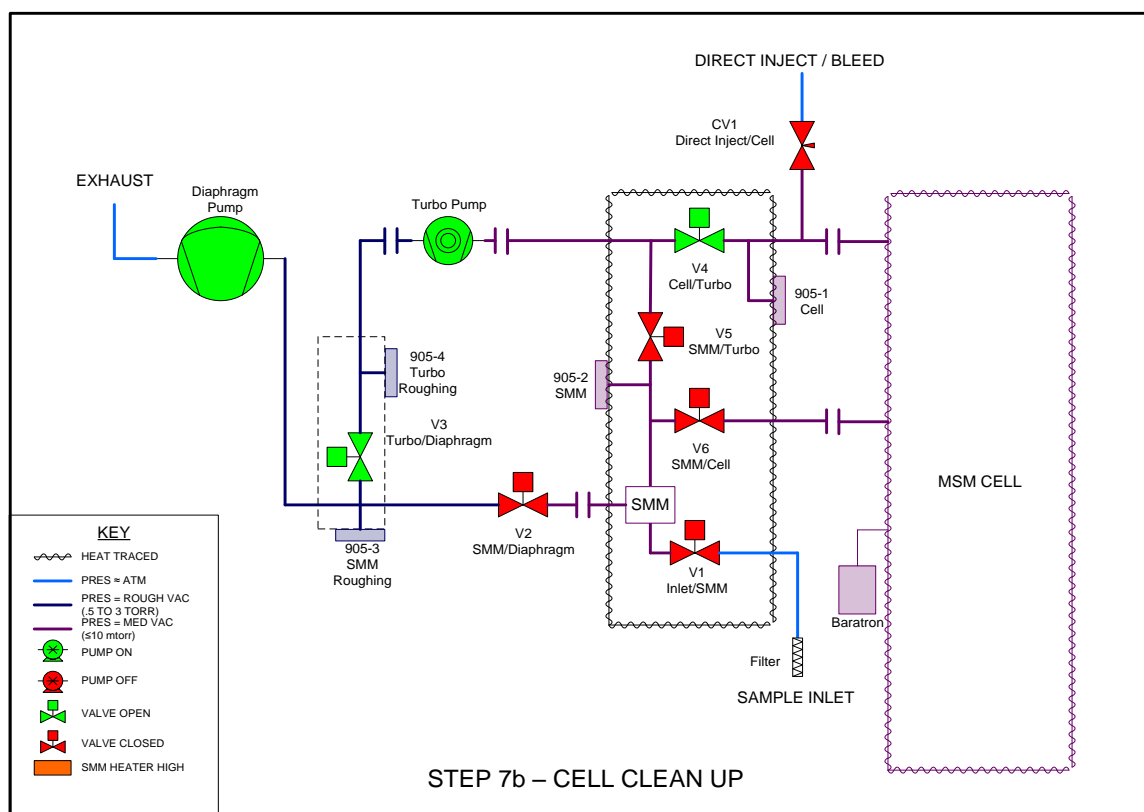 DIRECT INJECT / BLEED
CV1
Direct Inject/Cell
EXHAUST
Diaphragm
Pump
Turbo Pump
V4
Cell/Turbo
905-1
Cell
V5
SMM/Turbo
905-4
Turbo
Roughing
905-2
SMM
V3
Turbo/Diaphragm
V6
SMM/Cell
MSM CELL
SMM
V2
SMM/Diaphragm
905-3
SMM
Roughing
V1
Inlet/SMM
Baratron
Filter
SAMPLE INLET
KEY
HEAT TRACED
PRES ≈ ATM
PRES = ROUGH VAC
(.5 TO 3 TORR)
PRES = MED VAC
(≤10 mtorr)
PUMP ON
PUMP OFF
VALVE OPEN
VALVE CLOSED
SMM HEATER HIGH
STEP 7b – CELL CLEAN UP